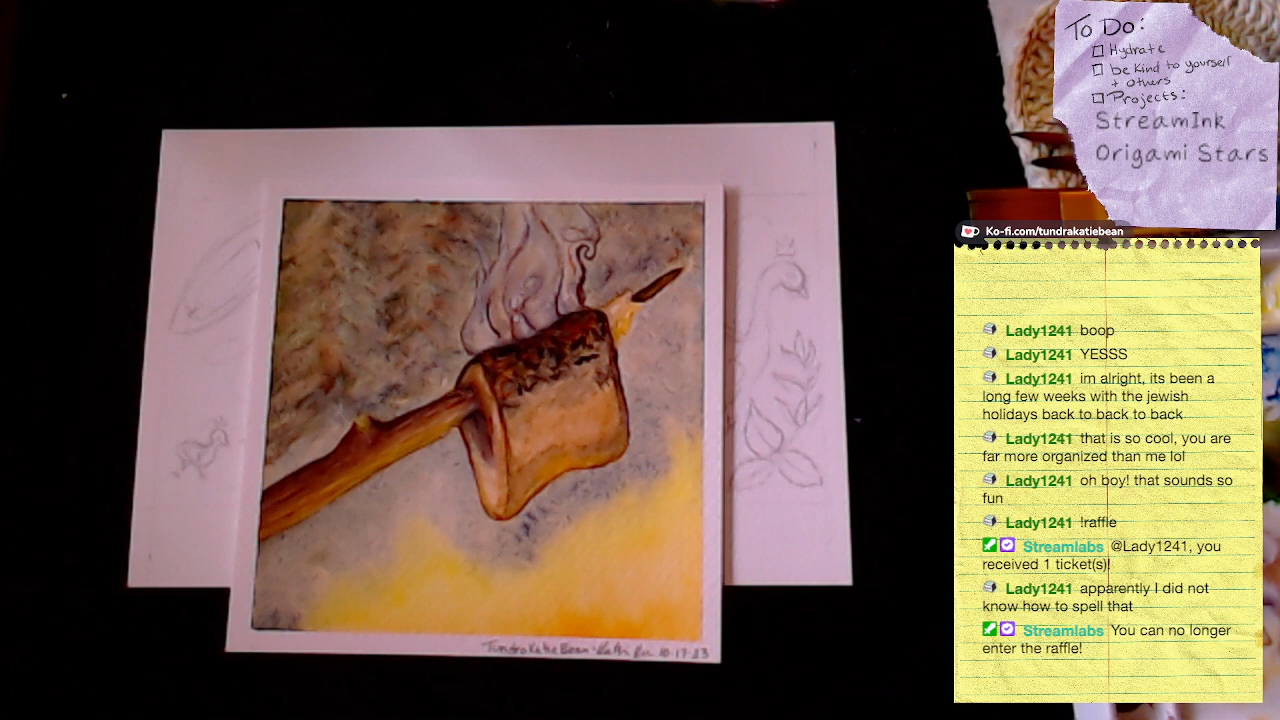 To Do:
Hydrate
be kind to yourself
+ others
Projects:
StreamInk
Origami Stars
Ko-fi.com/tundrakatiebean
Lady1241 boop
Lady1241 YESSS
Lady1241 im alright, its been a
long few weeks with the jewish
holidays back to back to back
Lady1241 that is so cool, you are
far more organized than me lol
Lady1241 oh boy! that sounds so
fun
Lady1241 !raffle
Streamlabs @Lady1241, you
received 1 ticket(s)!
Lady1241 apparently I did not
know how to spell that
Streamlabs You can no longer
enter the raffle!
TundraKatieBean 10-17-23